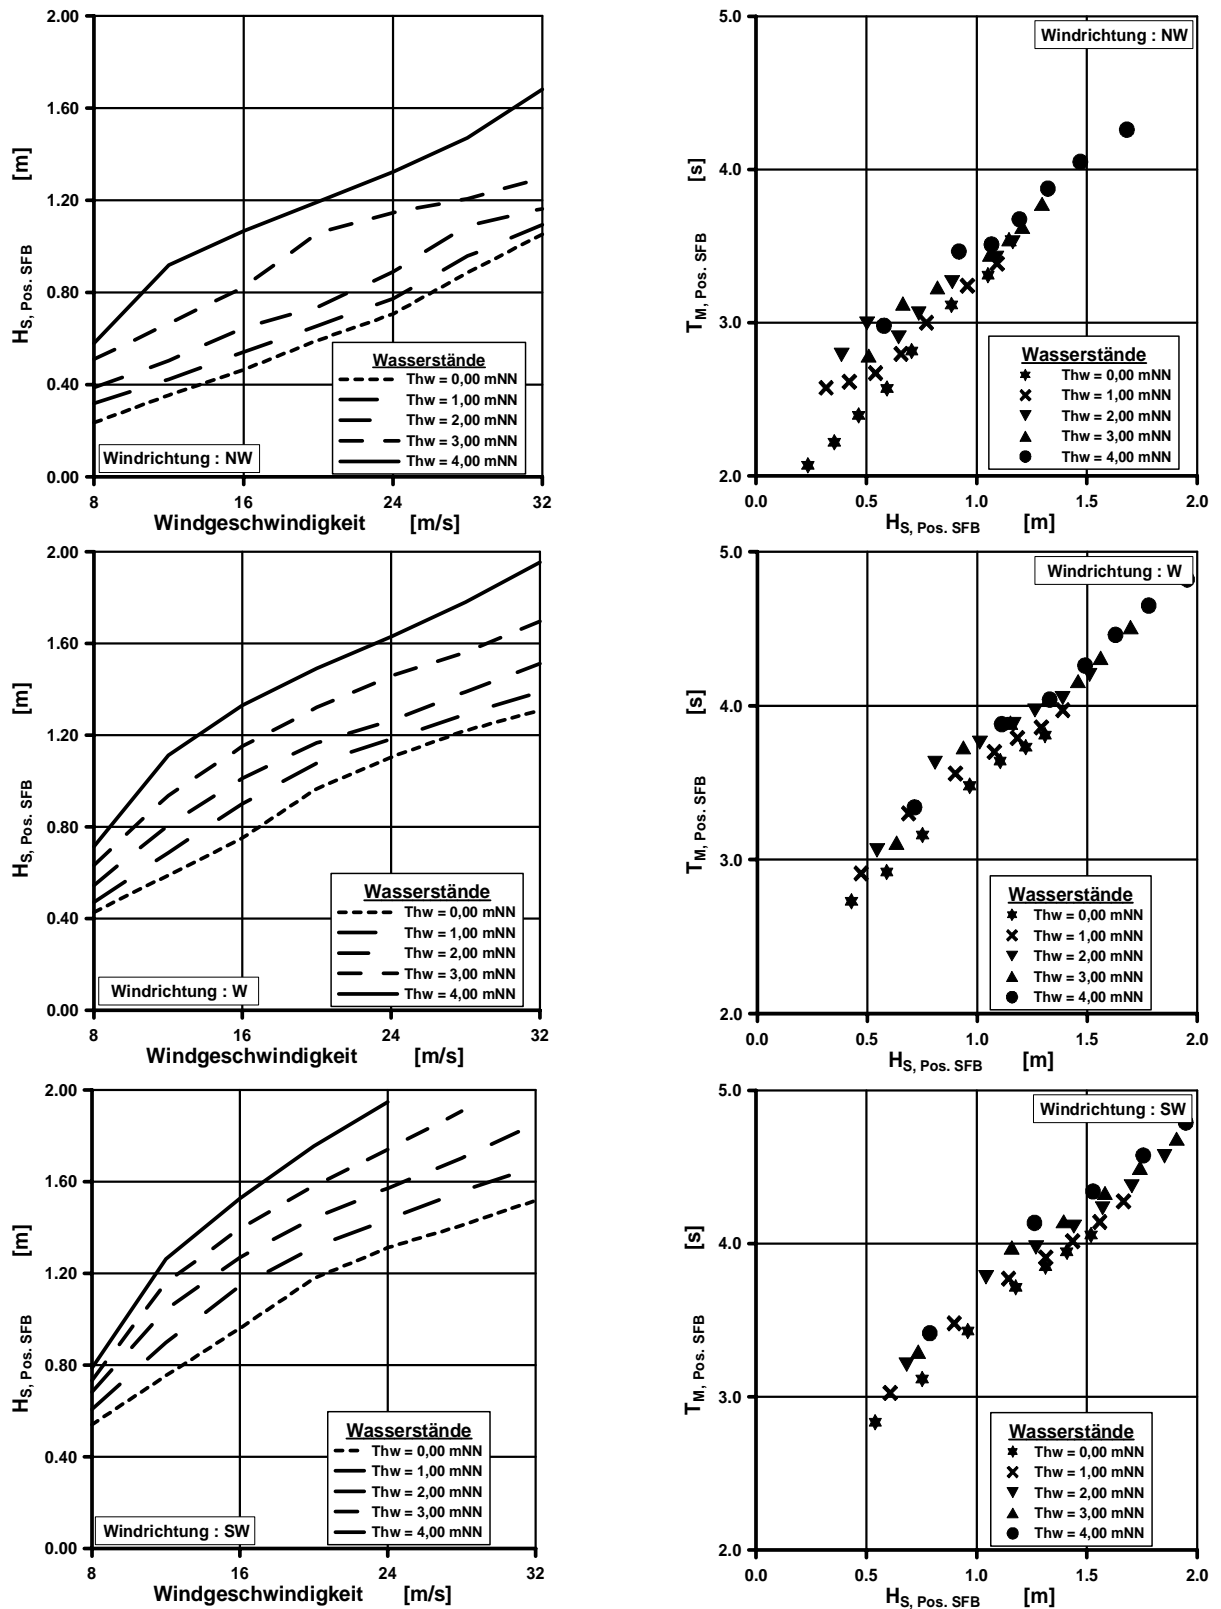 2.00
1.60
1.20
0.80
0.40
0.00
H S, Pos. SFB [m]
Wasserstände
Thw = 0,00 mNN
Thw = 1,00 mNN
Thw = 2,00 mNN
Thw = 3,00 mNN
Thw = 4,00 mNN
Windrichtung : NW
8 16 24 32
Windgeschwindigkeit [m/s]
5.0
4.0
3.0
2.0
T M, Pos. SFB [s]
Windrichtung : NW
Wasserstände
Thw = 0,00 mNN
Thw = 1,00 mNN
Thw = 2,00 mNN
Thw = 3,00 mNN
Thw = 4,00 mNN
0.0 0.5 1.0 1.5 2.0
H S, Pos. SFB [m]
2.00
1.60
1.20
0.80
0.40
0.00
H S, Pos. SFB [m]
Wasserstände
Thw = 0,00 mNN
Thw = 1,00 mNN
Thw = 2,00 mNN
Thw = 3,00 mNN
Thw = 4,00 mNN
Windrichtung : W
8 16 24 32
Windgeschwindigkeit [m/s]
5.0
4.0
3.0
2.0
T M, Pos. SFB [s]
Windrichtung : W
Wasserstände
Thw = 0,00 mNN
Thw = 1,00 mNN
Thw = 2,00 mNN
Thw = 3,00 mNN
Thw = 4,00 mNN
0.0 0.5 1.0 1.5 2.0
H S, Pos. SFB [m]
2.00
1.60
1.20
0.80
0.40
0.00
H S, Pos. SFB [m]
Wasserstände
Thw = 0,00 mNN
Thw = 1,00 mNN
Thw = 2,00 mNN
Thw = 3,00 mNN
Thw = 4,00 mNN
Windrichtung : SW
8 16 24 32
Windgeschwindigkeit [m/s]
5.0
4.0
3.0
2.0
T M, Pos. SFB [s]
Windrichtung : SW
Wasserstände
Thw = 0,00 mNN
Thw = 1,00 mNN
Thw = 2,00 mNN
Thw = 3,00 mNN
Thw = 4,00 mNN
0.0 0.5 1.0 1.5 2.0
H S, Pos. SFB [m]